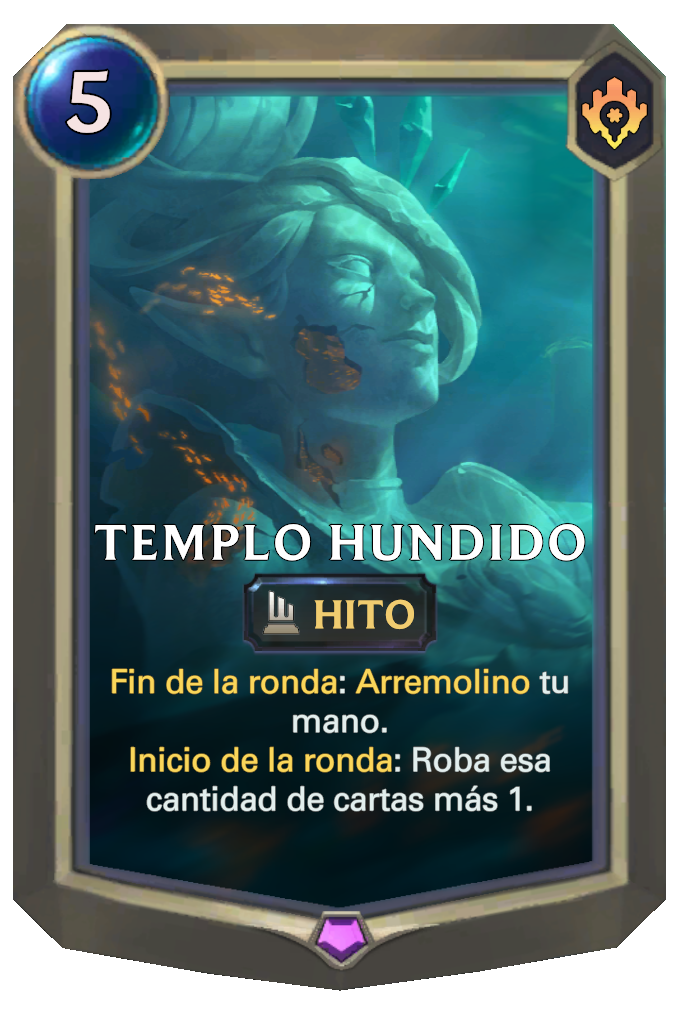 5
TEMPLO HUNDIDO
HITO
Fin de la ronda: Arremolino tu
mano.
Inicio de la ronda: Roba esa
cantidad de cartas más 1.